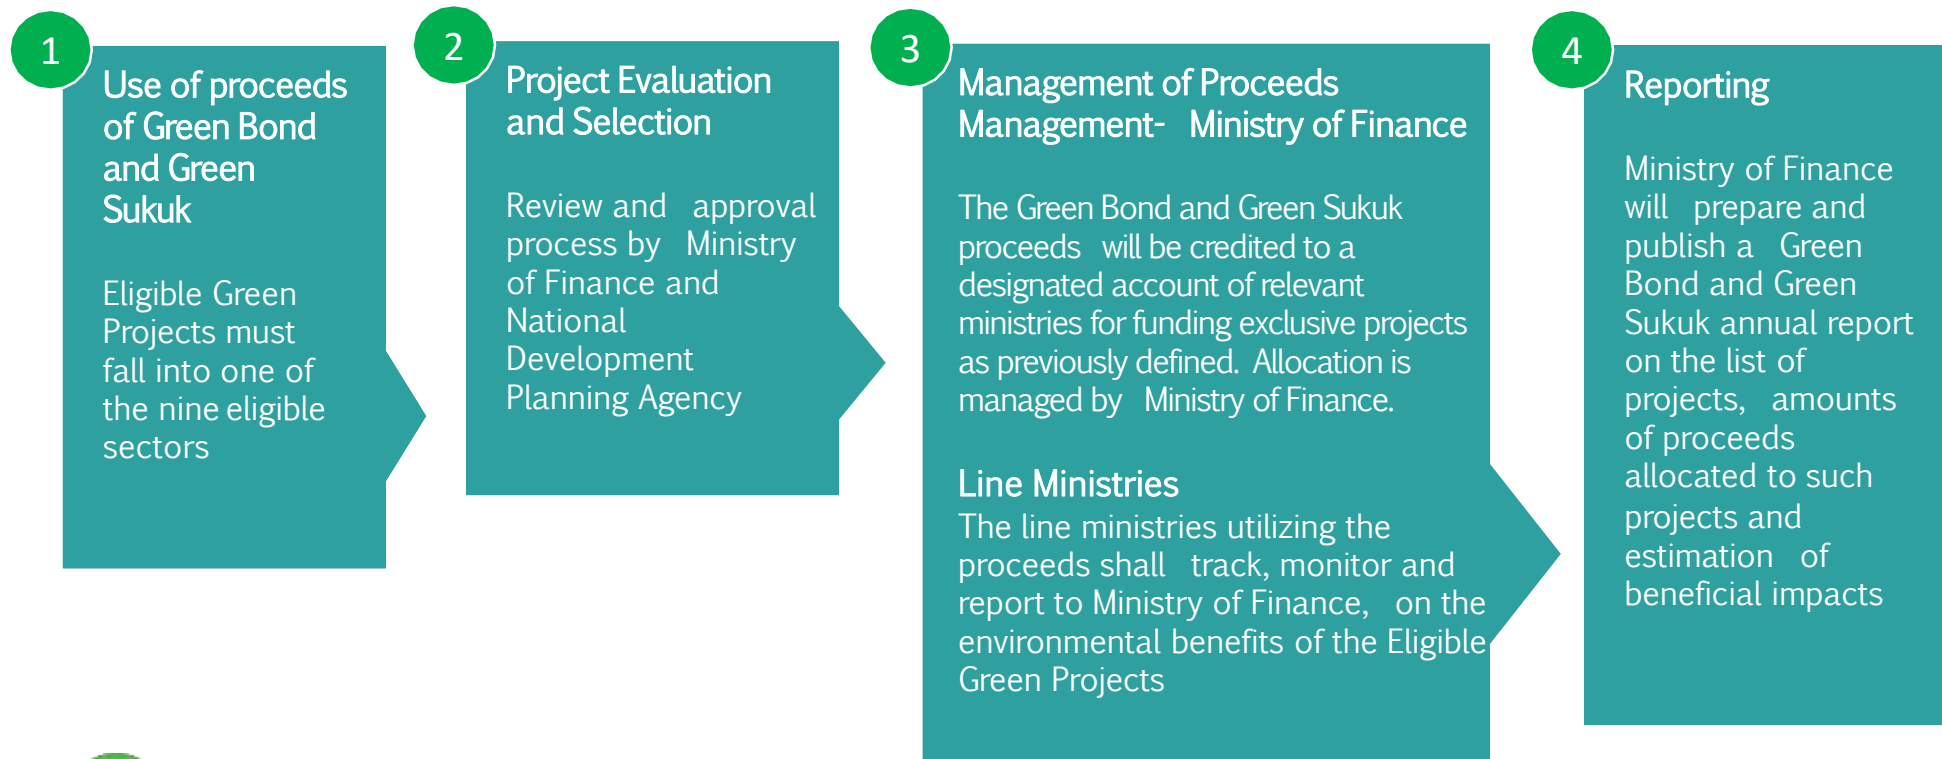 1
Use of proceeds
of Green Bond
and Green
Sukuk
Eligible Green
Projects must
fall into one of
the nine eligible
sectors
2
Project Evaluation
and Selection
Review and approval
process by Ministry
of Finance and
National
Development
Planning Agency
3
Management of Proceeds
Management- Ministry of Finance
The Green Bond and Green Sukuk
proceeds will be credited to a
designated account of relevant
ministries for funding exclusive projects
as previously defined. Allocation is
managed by Ministry of Finance.
Line Ministries
The line ministries utilizing the
proceeds shall track, monitor and
report to Ministry of Finance, on the
environmental benefits of the Eligible
Green Projects
4
Reporting
Ministry of Finance
will prepare and
publish a Green
Bond and Green
Sukuk annual report
on the list of
projects, amounts
of proceeds
allocated to such
projects and
estimation of
beneficial impacts